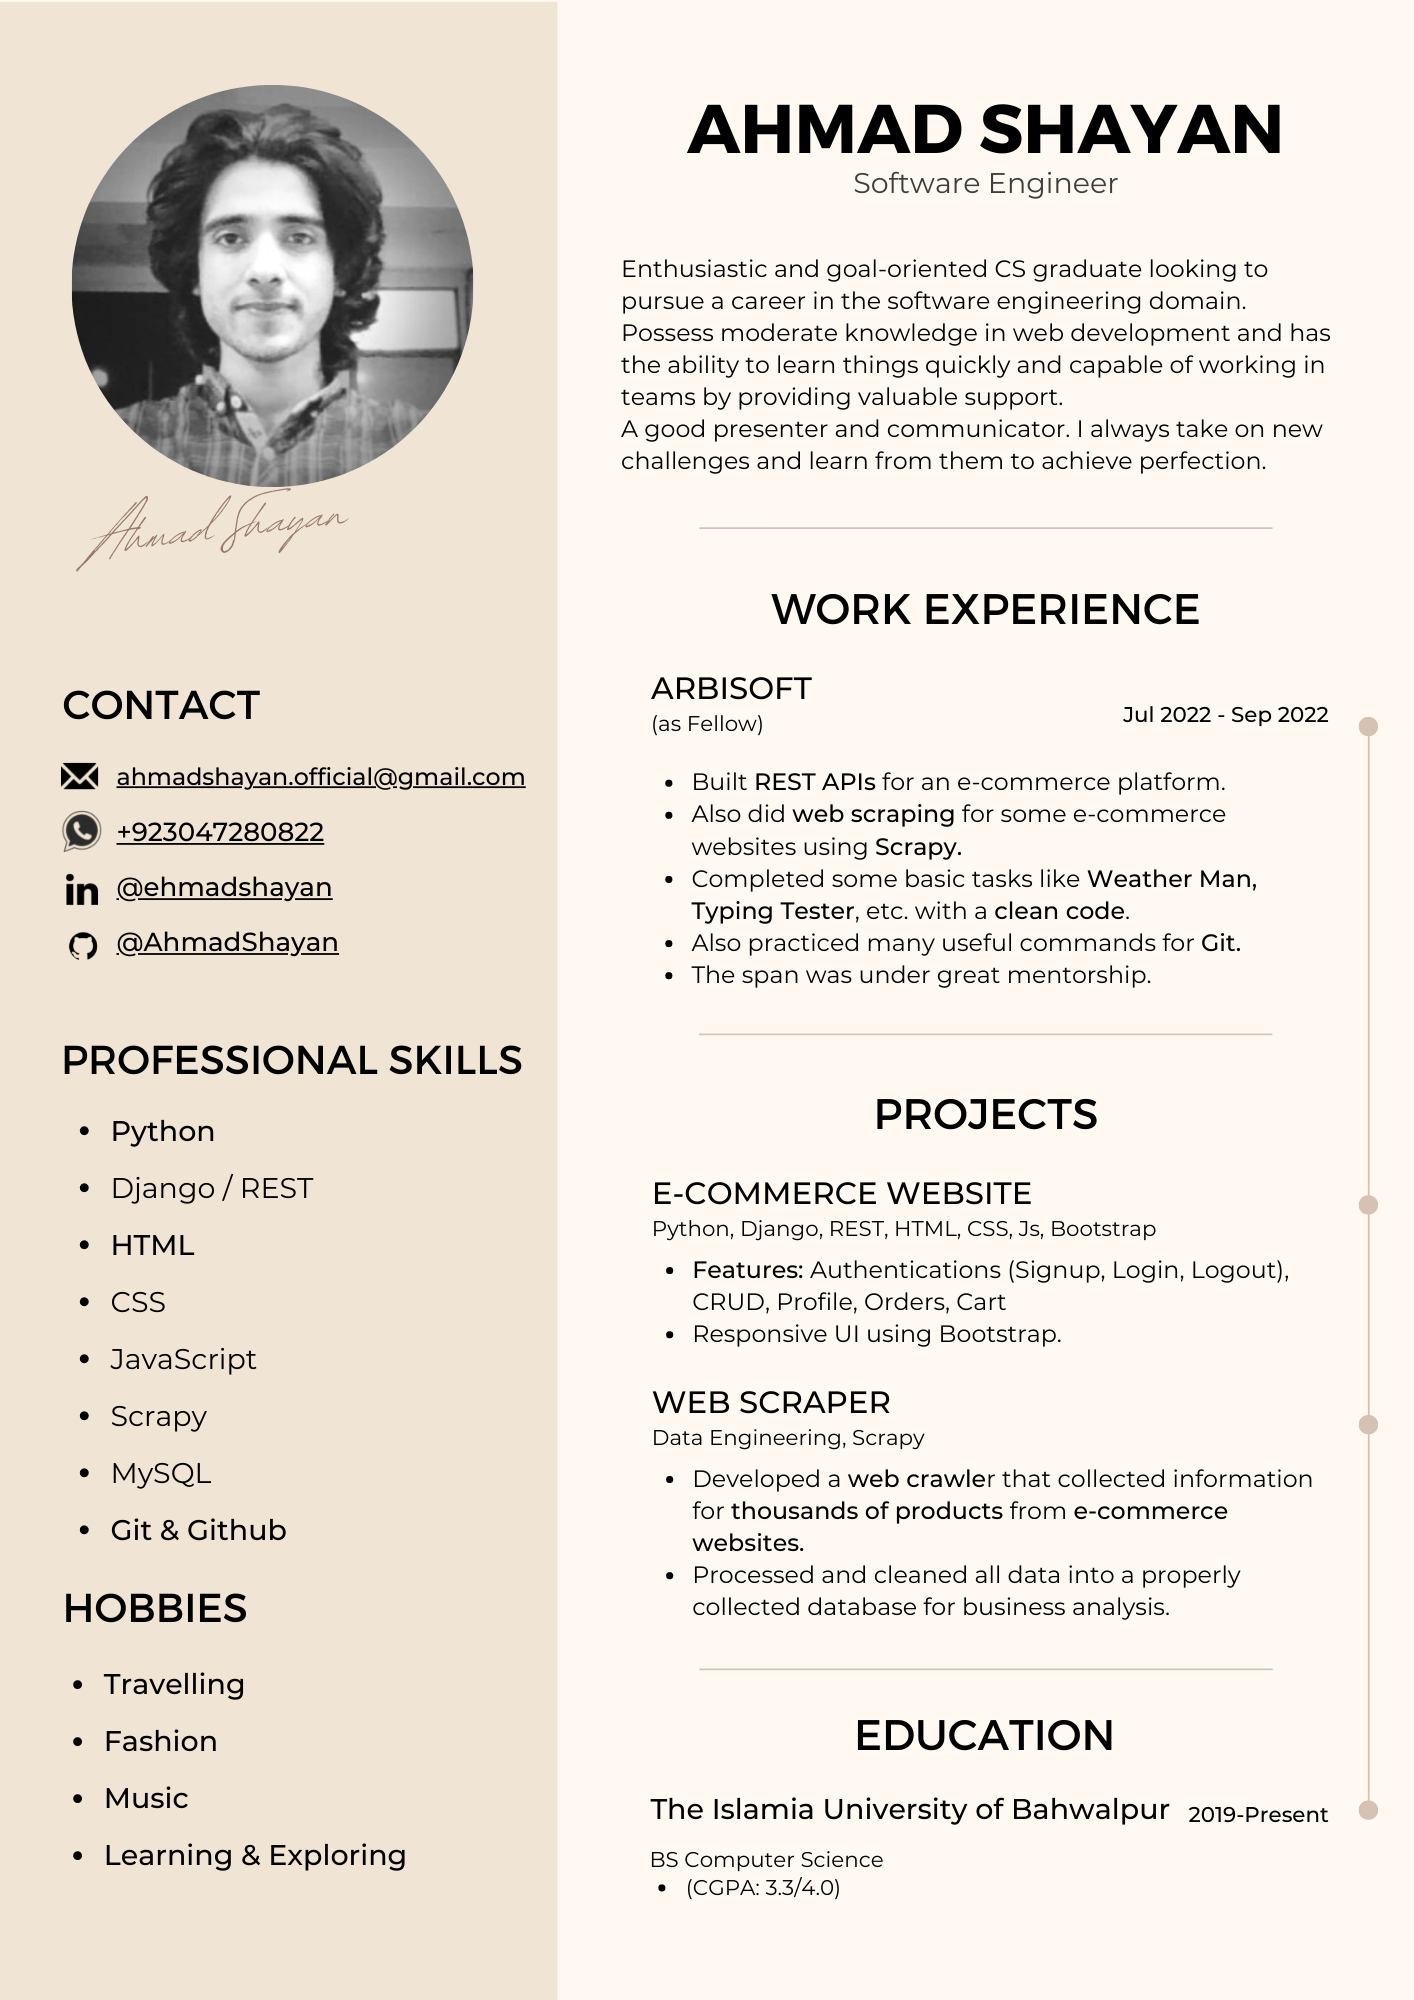 Ahmad Shayan
CONTACT
ahmadshayan.official@gmail.com
+923047280822
@ehmadshayan
@AhmadShayan
PROFESSIONAL SKILLS
• Python
• Django / REST
• HTML
• CSS
• JavaScript
• Scrapy
• MySQL
• Git & Github
HOBBIES
• Travelling
• Fashion
• Music
• Learning & Exploring
AHMAD SHAYAN
Software Engineer
Enthusiastic and goal-oriented CS graduate looking to
pursue a career in the software engineering domain.
Possess moderate knowledge in web development and has
the ability to learn things quickly and capable of working in
teams by providing valuable support.
A good presenter and communicator. I always take on new
challenges and learn from them to achieve perfection.
WORK EXPERIENCE
ARBISOFT
(as Fellow)
Jul 2022 - Sep 2022
• Built REST APIs for an e-commerce platform.
• Also did web scraping for some e-commerce
websites using Scrapy.
• Completed some basic tasks like Weather Man,
Typing Tester, etc. with a clean code.
• Also practiced many useful commands for Git.
• The span was under great mentorship.
PROJECTS
E-COMMERCE WEBSITE
Python, Django, REST, HTML, CSS, Js, Bootstrap
• Features: Authentications (Signup, Login, Logout),
CRUD, Profile, Orders, Cart
• Responsive UI using Bootstrap.
WEB SCRAPER
Data Engineering, Scrapy
• Developed a web crawler that collected information
for thousands of products from e-commerce
websites.
• Processed and cleaned all data into a properly
collected database for business analysis.
EDUCATION
The Islamia University of Bahwalpur 2019-Present
BS Computer Science
• (CGPA: 3.3/4.0)